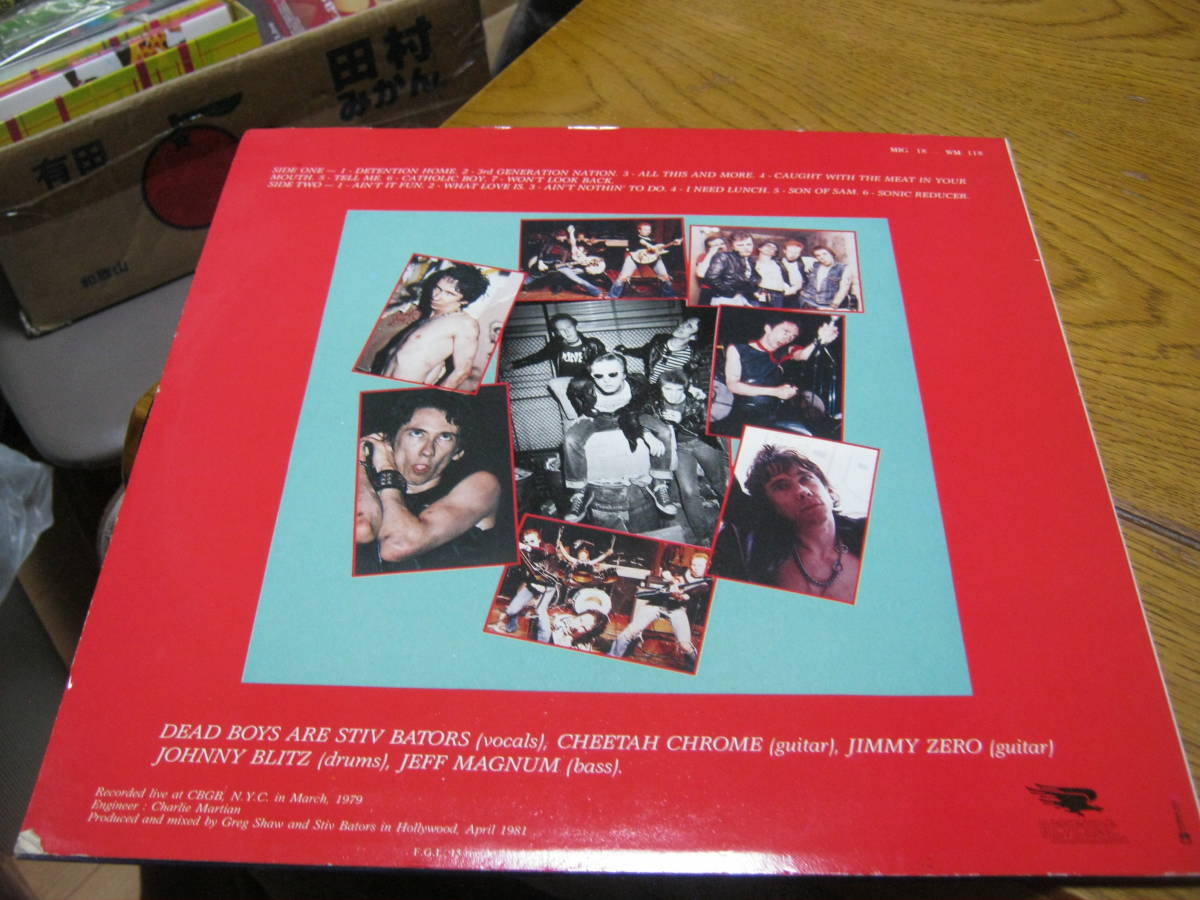 田村
みかん
有田
和歌山
MIG 18 WM 118
SIDE ONE — 1 - DETENTION HOME. 2 - 3rd GENERATION NATION. 3 - ALL THIS AND MORE. 4 - CAUGHT WITH THE MEAT IN YOUR
MOUTH. 5 - TELL ME. 6 - CATHOLIC BOY. 7 - WON'T LOOK BACK.
SIDE TWO — 1 - AIN'T IT FUN. 2 - WHAT LOVE IS. 3 - AIN'T NOTHIN' TO DO. 4 - I NEED LUNCH. 5 - SON OF SAM. 6 - SONIC REDUCER.
DEAD BOYS ARE STIV BATORS (vocals), CHEETAH CHROME (guitar), JIMMY ZERO (guitar)
JOHNNY BLITZ (drums), JEFF MAGNUM (bass).
Recorded live at CBGB, N.Y.C. in March, 1979
Engineer : Charlie Martian
Produced and mixed by Greg Shaw and Stiv Bators in Hollywood, April 1981